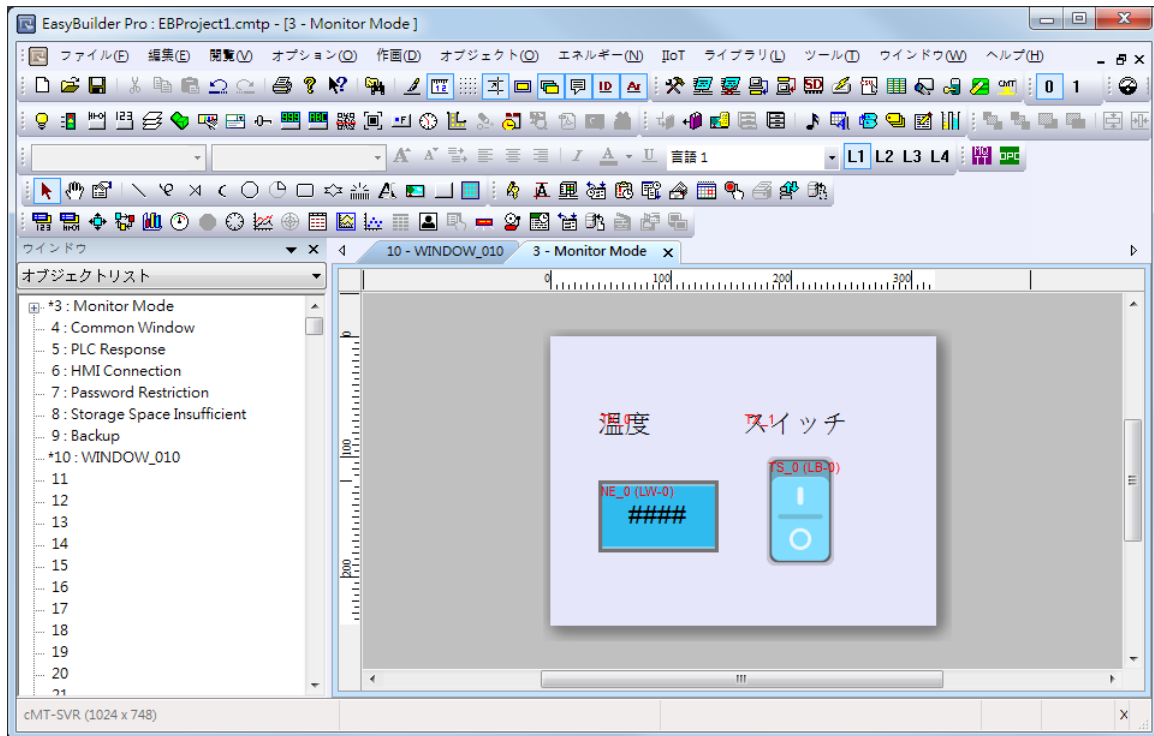 EasyBuilder Pro : EBProject1.cmtp - [3 - Monitor Mode ]
ファイル(F) 編集(E) 閲覧(V) オプション(O) 作画(D) オブジェクト(O) エネルギー(N) IIoT ライブラリ(L) ツール(T) ウインドウ(W) ヘルプ(H)
言語 1 L1 L2 L3 L4
ウインドウ
10 - WINDOW_010 3 - Monitor Mode
オブジェクトリスト
0 100 200 300
*3 : Monitor Mode
4 : Common Window
5 : PLC Response
6 : HMI Connection
7 : Password Restriction
8 : Storage Space Insufficient
9 : Backup
*10 : WINDOW_010
11
12
13
14
15
16
17
18
19
20
21
0
100
200
温度 スイッチ
TS_0 (LB-0)
NE_0 (LW-0)
####
cMT-SVR (1024 x 748)